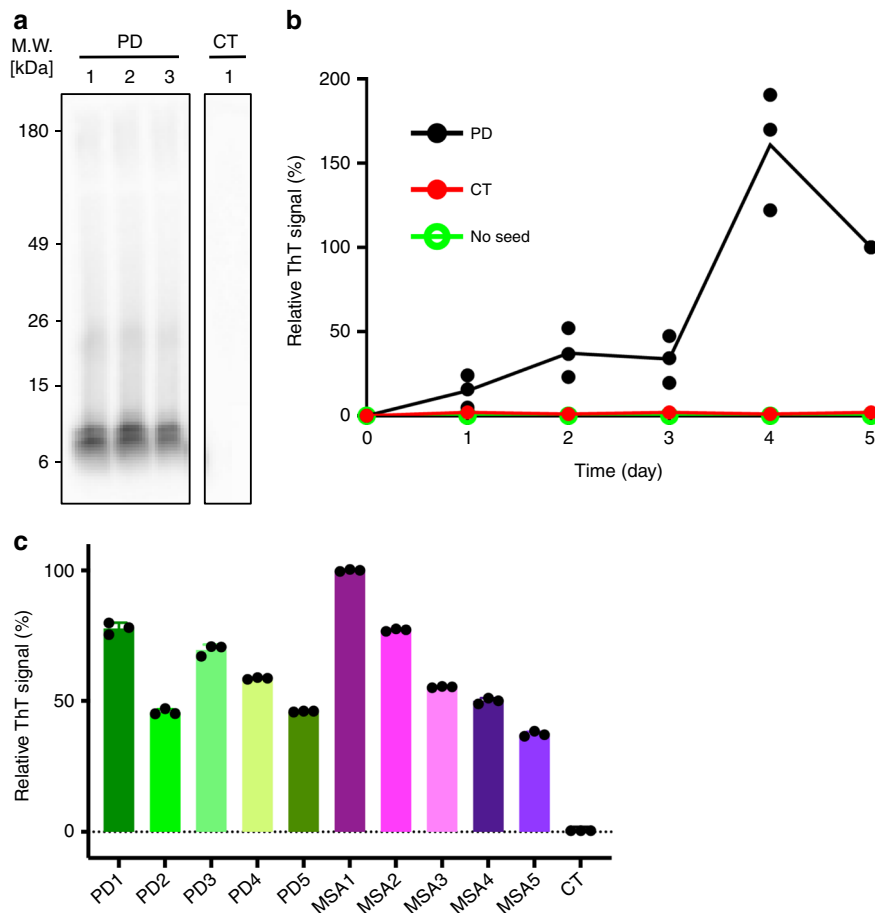 a
M.W.
[kDa]
PD
CT
1 2 3
1
180
49
26
15
6
b
Relative ThT signal (%)
200
150
100
50
0
PD
CT
No seed
0 1 2 3 4 5
Time (day)
c
Relative ThT signal (%)
100
50
0
PD1 PD2 PD3 PD4 PD5 MSA1 MSA2 MSA3 MSA4 MSA5 CT